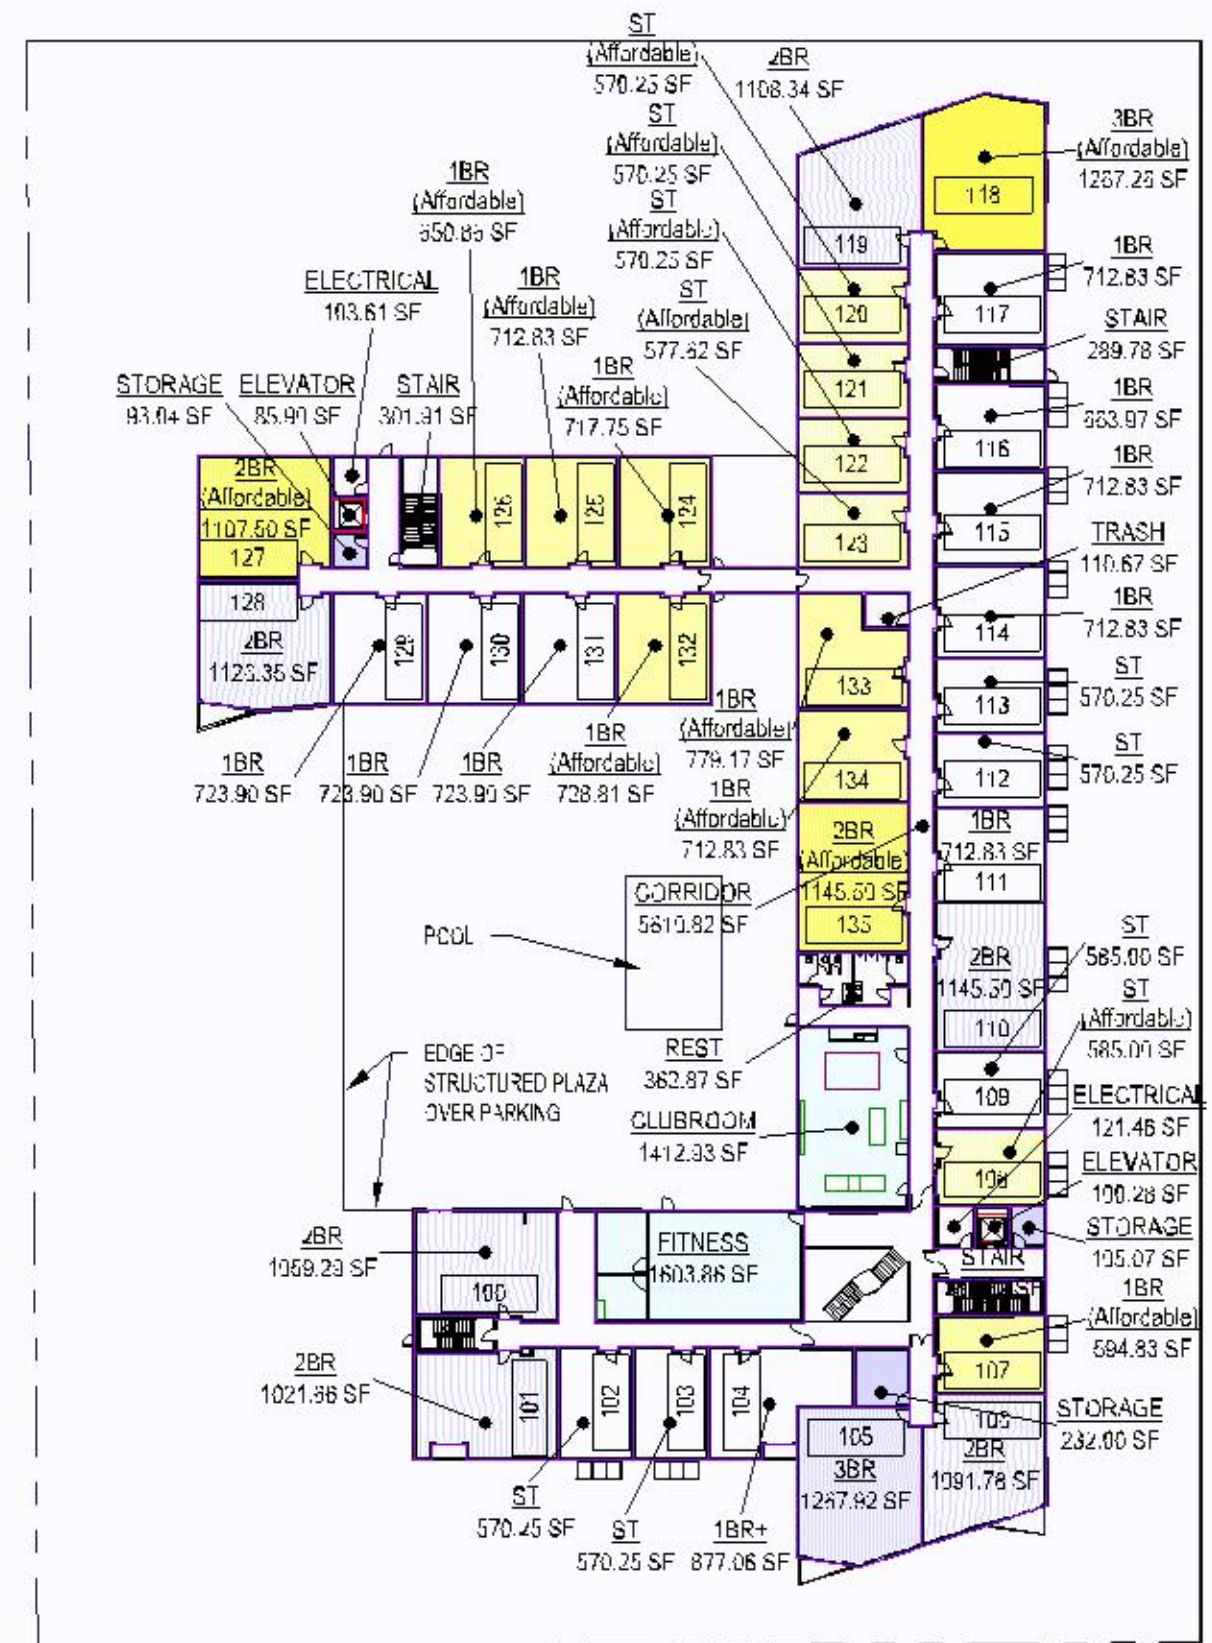 ST
(Affordable)
570.25 SF
2BR
1108.34 SF
ST
(Affordable)
570.25 SF
3BR
(Affordable)
1267.26 SF
118
1BR
(Affordable)
650.86 SF
ST
(Affordable)
570.25 SF
119
1BR
712.83 SF
ELECTRICAL
103.61 SF
1BR
(Affordable)
712.83 SF
ST
(Affordable)
577.62 SF
120
117
STAIR
289.78 SF
STORAGE
93.04 SF
ELEVATOR
85.90 SF
STAIR
301.91 SF
1BR
(Affordable)
717.75 SF
121
1BR
663.97 SF
116
122
1BR
712.83 SF
2BR
(Affordable)
1107.50 SF
127
126
125
124
123
115
TRASH
110.67 SF
128
2BR
1126.35 SF
129
130
131
132
1BR
712.83 SF
114
133
ST
570.25 SF
113
1BR
723.90 SF
1BR
723.90 SF
1BR
723.90 SF
1BR
(Affordable)
728.81 SF
1BR
(Affordable)
779.17 SF
134
ST
570.25 SF
112
1BR
(Affordable)
712.83 SF
2BR
(Affordable)
1145.50 SF
135
1BR
712.83 SF
111
CORRIDOR
5610.82 SF
POOL
ST
585.00 SF
2BR
1145.50 SF
110
ST
(Affordable)
585.00 SF
EDGE OF
STRUCTURED PLAZA
OVER PARKING
REST
362.87 SF
109
ELECTRICAL
121.46 SF
CLUBROOM
1412.93 SF
108
ELEVATOR
100.28 SF
2BR
1059.29 SF
100
FITNESS
1603.86 SF
STORAGE
105.07 SF
STAIR
SF
1BR
(Affordable)
594.83 SF
107
2BR
1021.66 SF
101
102
103
104
STORAGE
232.00 SF
105
3BR
1267.92 SF
106
2BR
1091.78 SF
ST
570.25 SF
ST
570.25 SF
1BR+
877.06 SF